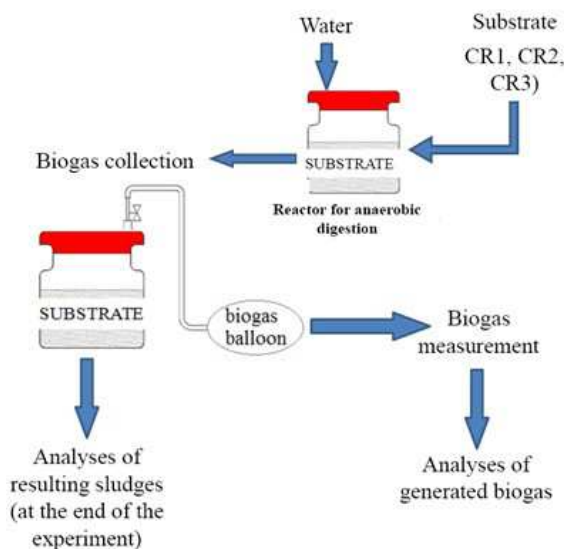 Water
Substrate
CR1, CR2,
CR3)
SUBSTRATE
Reactor for anaerobic
digestion
Biogas collection
SUBSTRATE
biogas
balloon
Biogas
measurement
Analyses of
resulting sludges
(at the end of the
experiment)
Analyses of
generated biogas